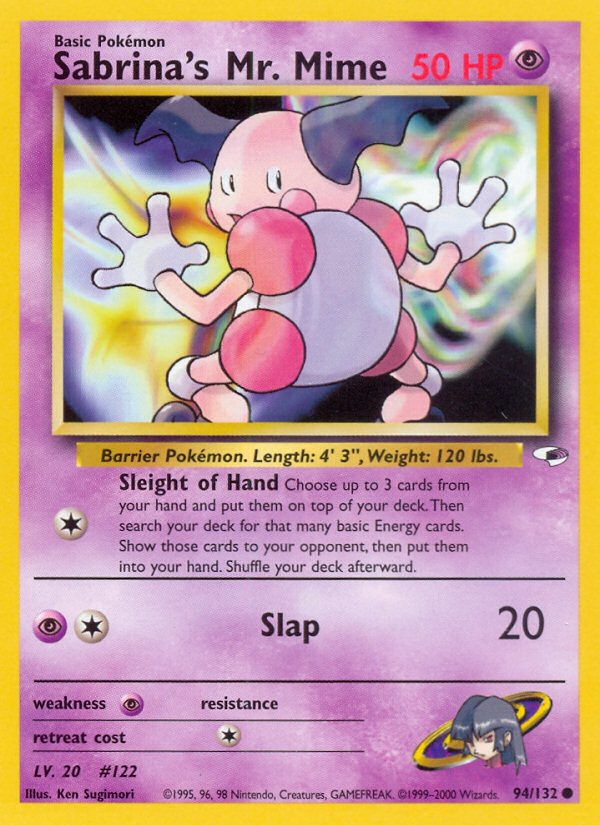 Basic Pokémon
Sabrina's Mr. Mime 50 HP
Barrier Pokémon. Length: 4' 3", Weight: 120 lbs.
Sleight of Hand Choose up to 3 cards from
your hand and put them on top of your deck. Then
search your deck for that many basic Energy cards.
Show those cards to your opponent, then put them
into your hand. Shuffle your deck afterward.
Slap 20
weakness resistance
retreat cost
LV. 20 #122
Illus. Ken Sugimori ©1995, 96, 98 Nintendo, Creatures, GAMEFREAK. ©1999-2000 Wizards. 94/132